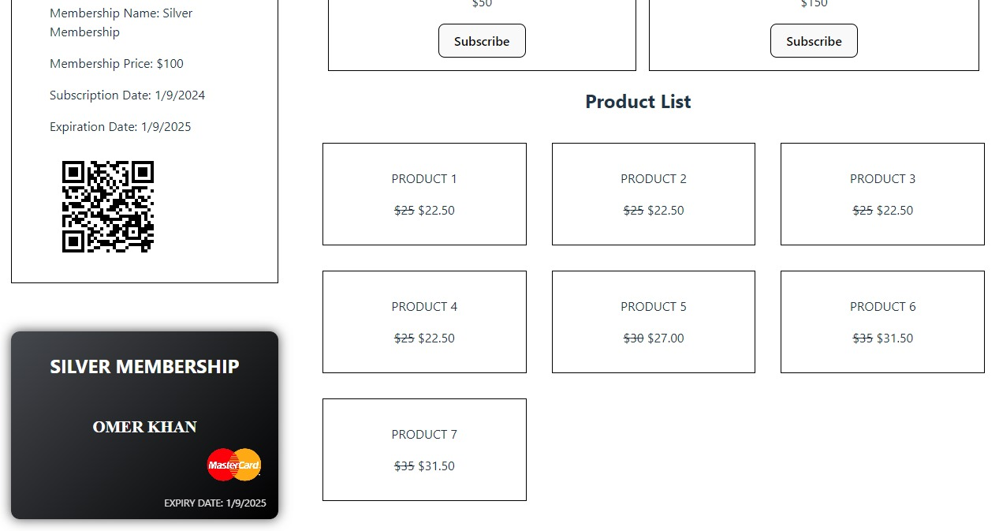 Membership Name: Silver
Membership
Membership Price: $100
Subscription Date: 1/9/2024
Expiration Date: 1/9/2025
SILVER MEMBERSHIP
OMER KHAN
MasterCard
EXPIRY DATE: 1/9/2025
$50
Subscribe
$150
Subscribe
Product List
PRODUCT 1
$25 $22.50
PRODUCT 2
$25 $22.50
PRODUCT 3
$25 $22.50
PRODUCT 4
$25 $22.50
PRODUCT 5
$30 $27.00
PRODUCT 6
$35 $31.50
PRODUCT 7
$35 $31.50